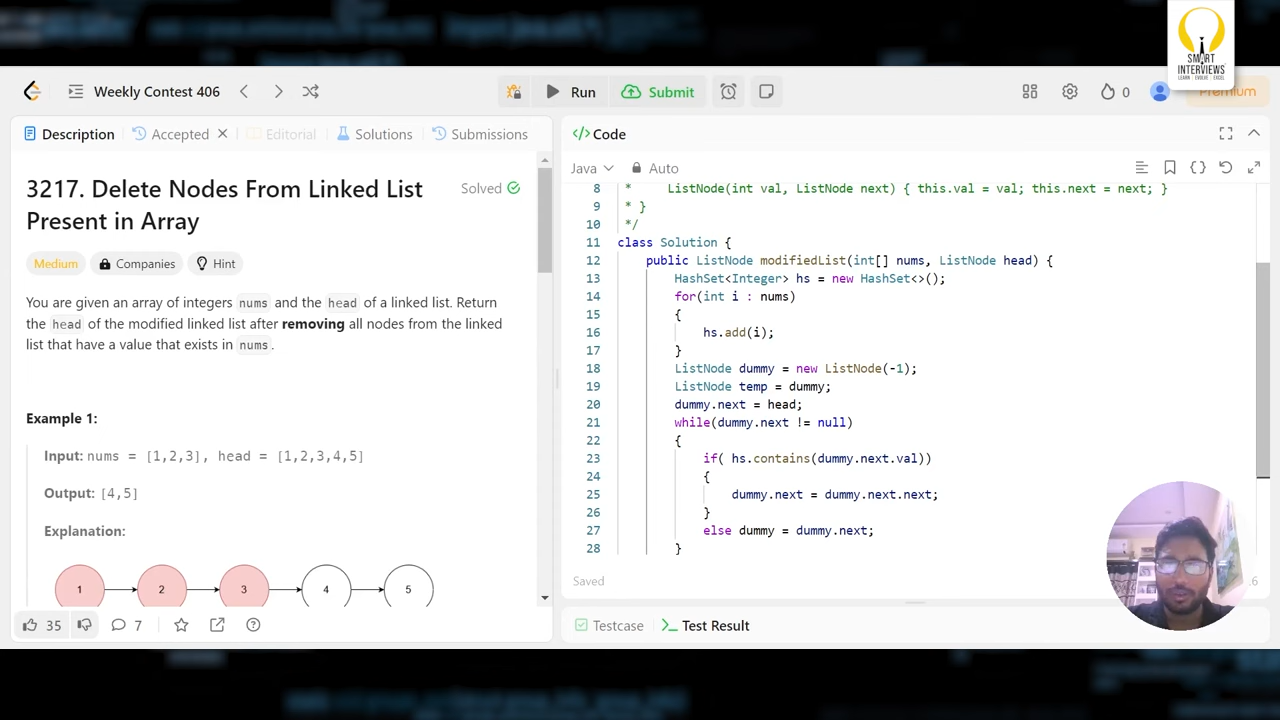 SMART
INTERVIEWS
LEARN | EVOLVE | EXCEL
Weekly Contest 406
Run
Submit
0
Premium
Description
Accepted
Editorial
Solutions
Submissions
</>Code
Java
Auto
3217. Delete Nodes From Linked List
Present in Array
Solved
Medium
Companies
Hint
You are given an array of integers nums and the head of a linked list. Return
the head of the modified linked list after removing all nodes from the linked
list that have a value that exists in nums.
Example 1:
Input: nums = [1,2,3], head = [1,2,3,4,5]
Output: [4,5]
Explanation:
1 2 3 4 5
35
7
8 * ListNode(int val, ListNode next) { this.val = val; this.next = next; }
9 * }
10 */
11 class Solution {
12 public ListNode modifiedList(int[] nums, ListNode head) {
13 HashSet<Integer> hs = new HashSet<>();
14 for(int i : nums)
15 {
16 hs.add(i);
17 }
18 ListNode dummy = new ListNode(-1);
19 ListNode temp = dummy;
20 dummy.next = head;
21 while(dummy.next != null)
22 {
23 if( hs.contains(dummy.next.val))
24 {
25 dummy.next = dummy.next.next;
26 }
27 else dummy = dummy.next;
28 }
Saved
Testcase
Test Result